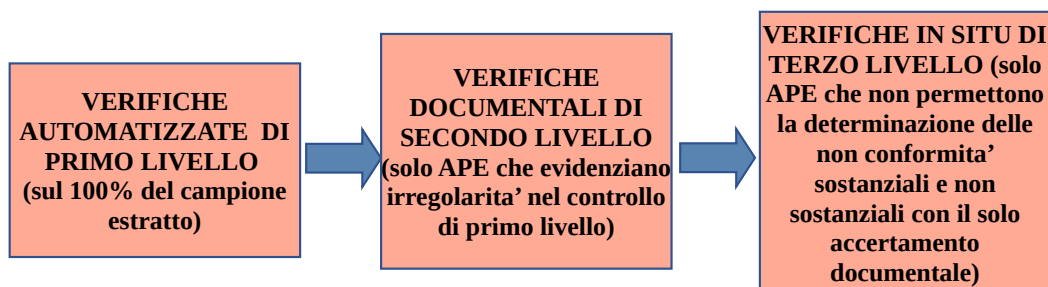 VERIFICHE
AUTOMATIZZATE DI
PRIMO LIVELLO
(sul 100% del campione
estratto)
VERIFICHE
DOCUMENTALI DI
SECONDO LIVELLO
(solo APE che evidenziano
irregolarita’ nel controllo
di primo livello)
VERIFICHE IN SITU DI
TERZO LIVELLO (solo
APE che non permettono
la determinazione delle
non conformita’
sostanziali e non
sostanziali con il solo
accertamento
documentale)